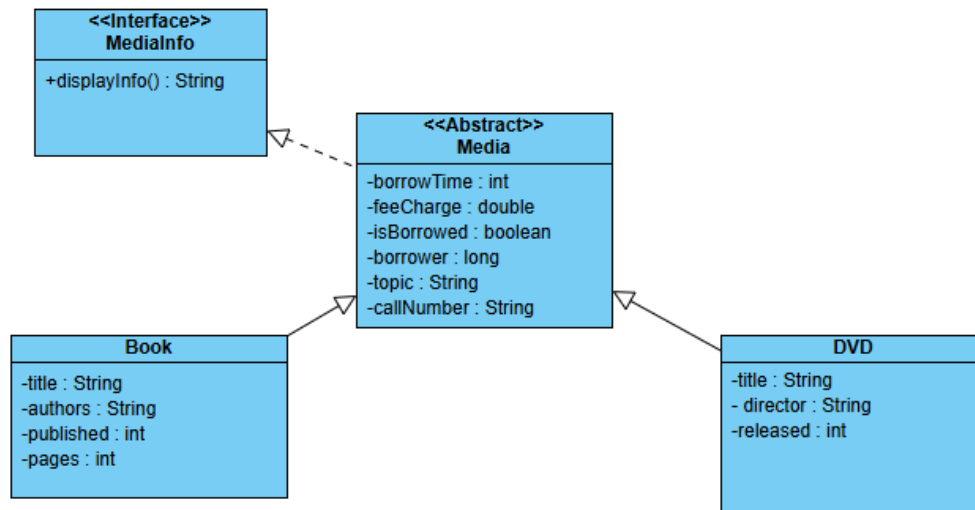 <<Interface>>
MediaInfo
+displayInfo() : String
<<Abstract>>
Media
-borrowTime : int
-feeCharge : double
-isBorrowed : boolean
-borrower : long
-topic : String
-callNumber : String
Book
-title : String
-authors : String
-published : int
-pages : int
DVD
-title : String
- director : String
-released : int